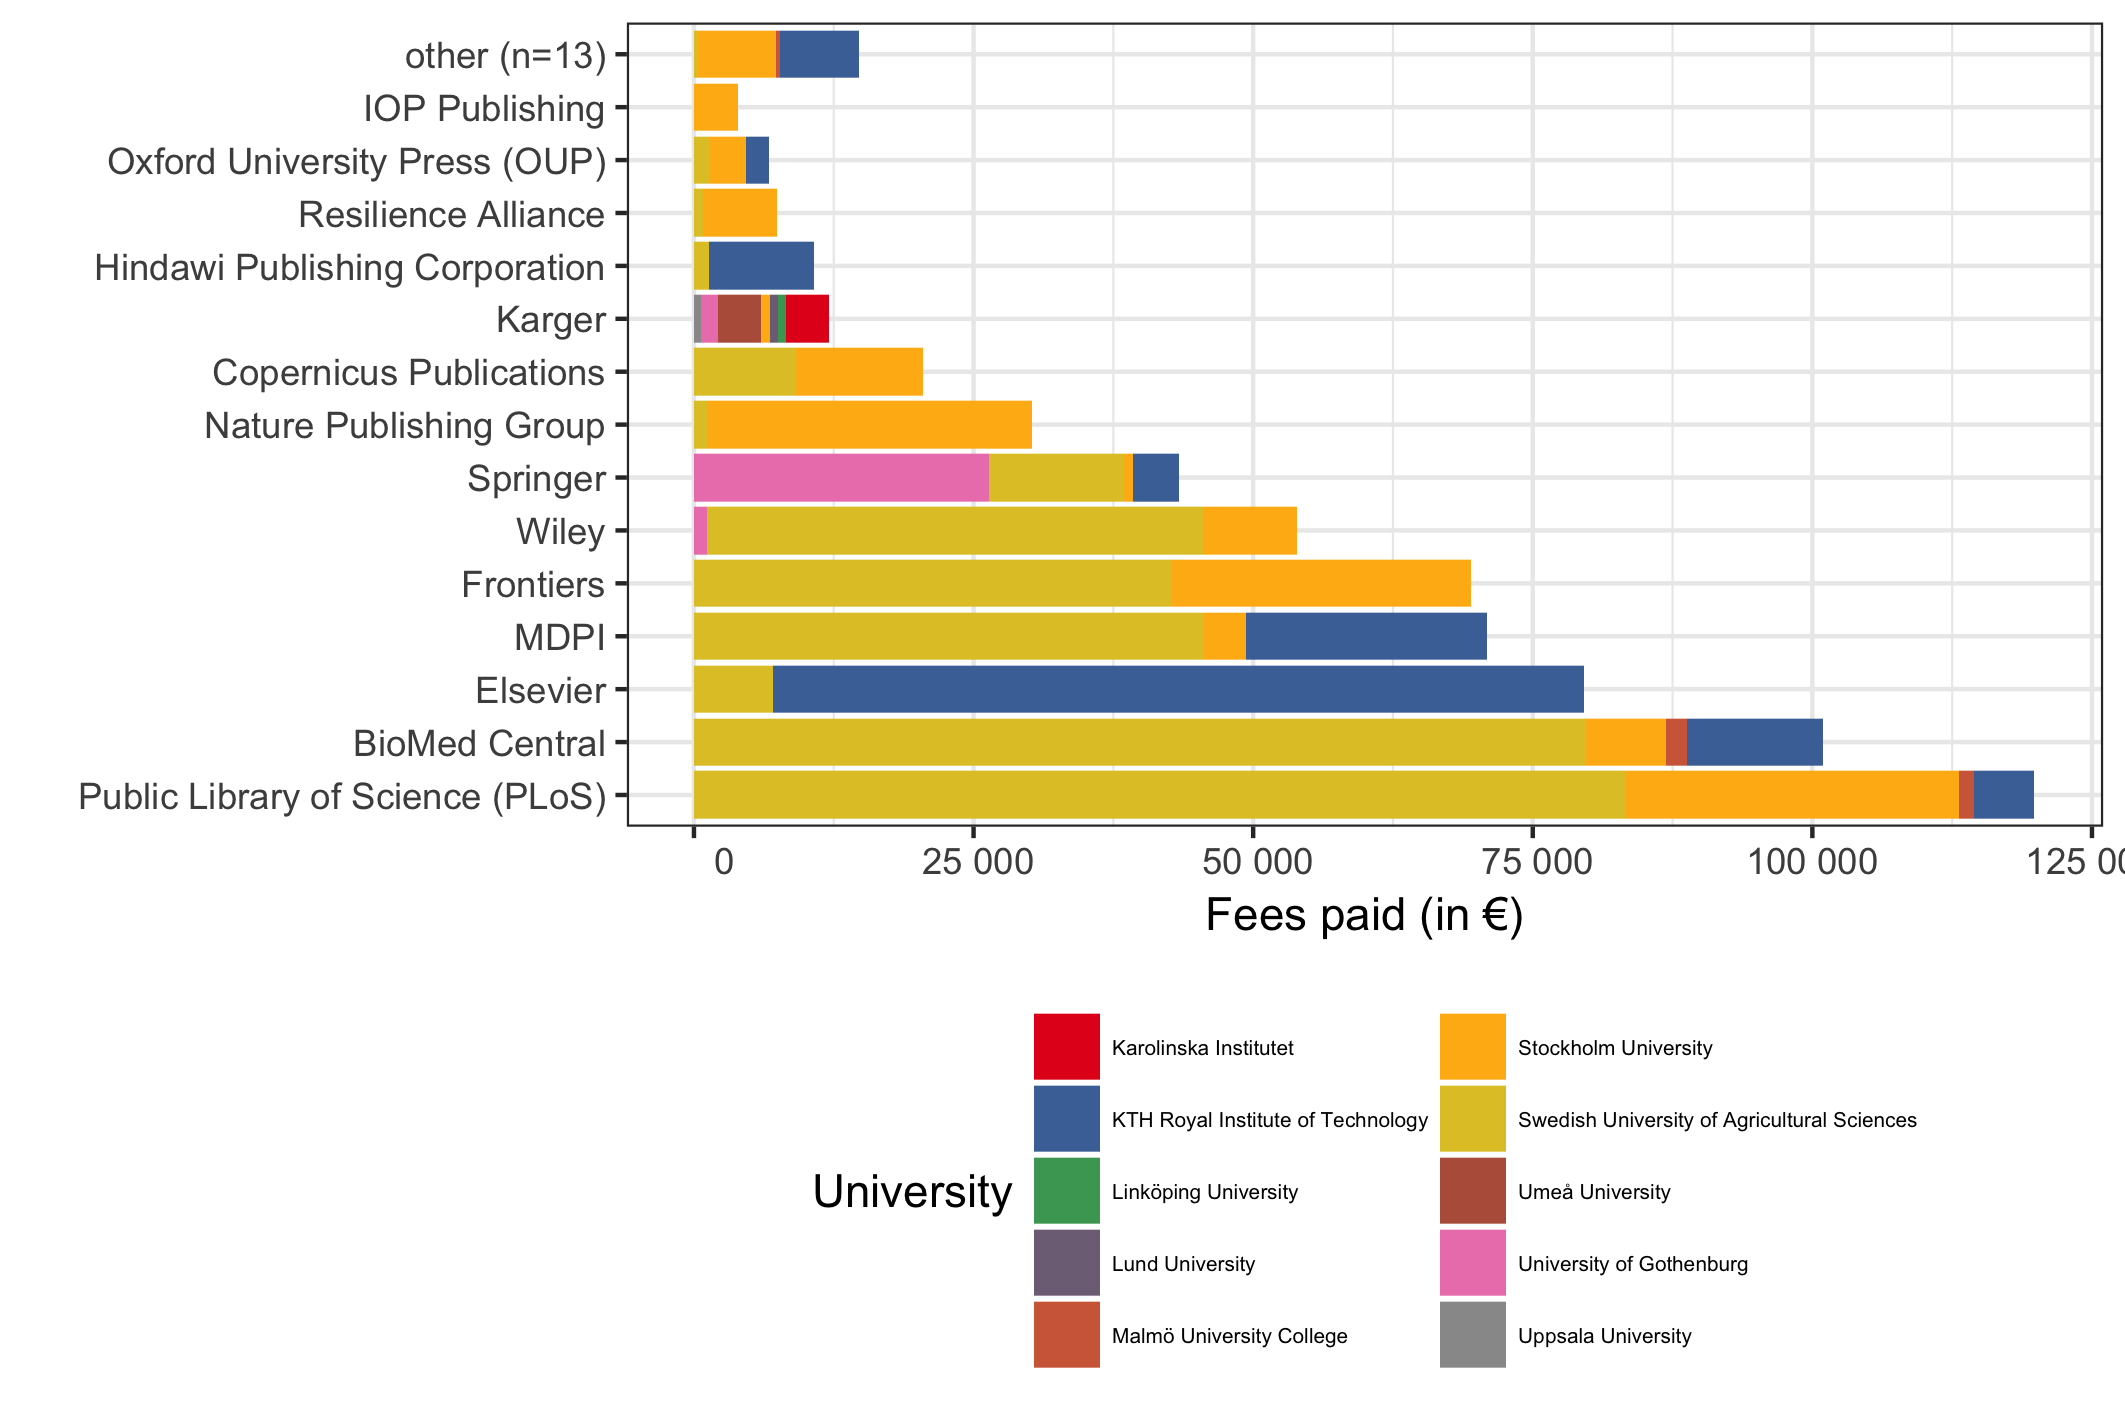 other (n=13)
IOP Publishing
Oxford University Press (OUP)
Resilience Alliance
Hindawi Publishing Corporation
Karger
Copernicus Publications
Nature Publishing Group
Springer
Wiley
Frontiers
MDPI
Elsevier
BioMed Central
Public Library of Science (PLoS)
0 25 000 50 000 75 000 100 000 125 00
Fees paid (in €)
University
Karolinska Institutet
KTH Royal Institute of Technology
Linköping University
Lund University
Malmö University College
Stockholm University
Swedish University of Agricultural Sciences
Umeå University
University of Gothenburg
Uppsala University